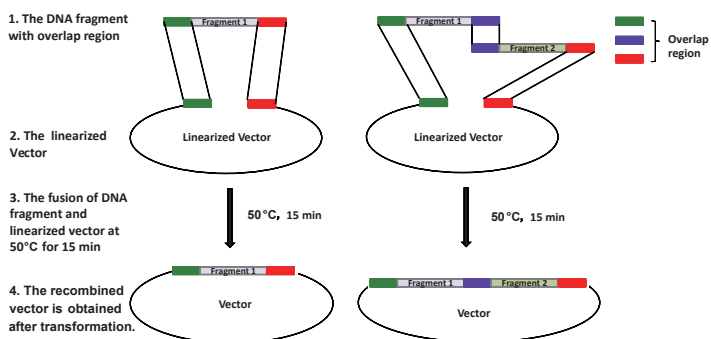 1. The DNA fragment
with overlap region
Fragment 1
Fragment 1
Fragment 2
Overlap
region
2. The linearized
Vector
Linearized Vector
Linearized Vector
3. The fusion of DNA
fragment and
linearized vector at
50°C for 15 min
50°C, 15 min
50°C, 15 min
4. The recombined
vector is obtained
after transformation.
Fragment 1
Vector
Fragment 1
Fragment 2
Vector